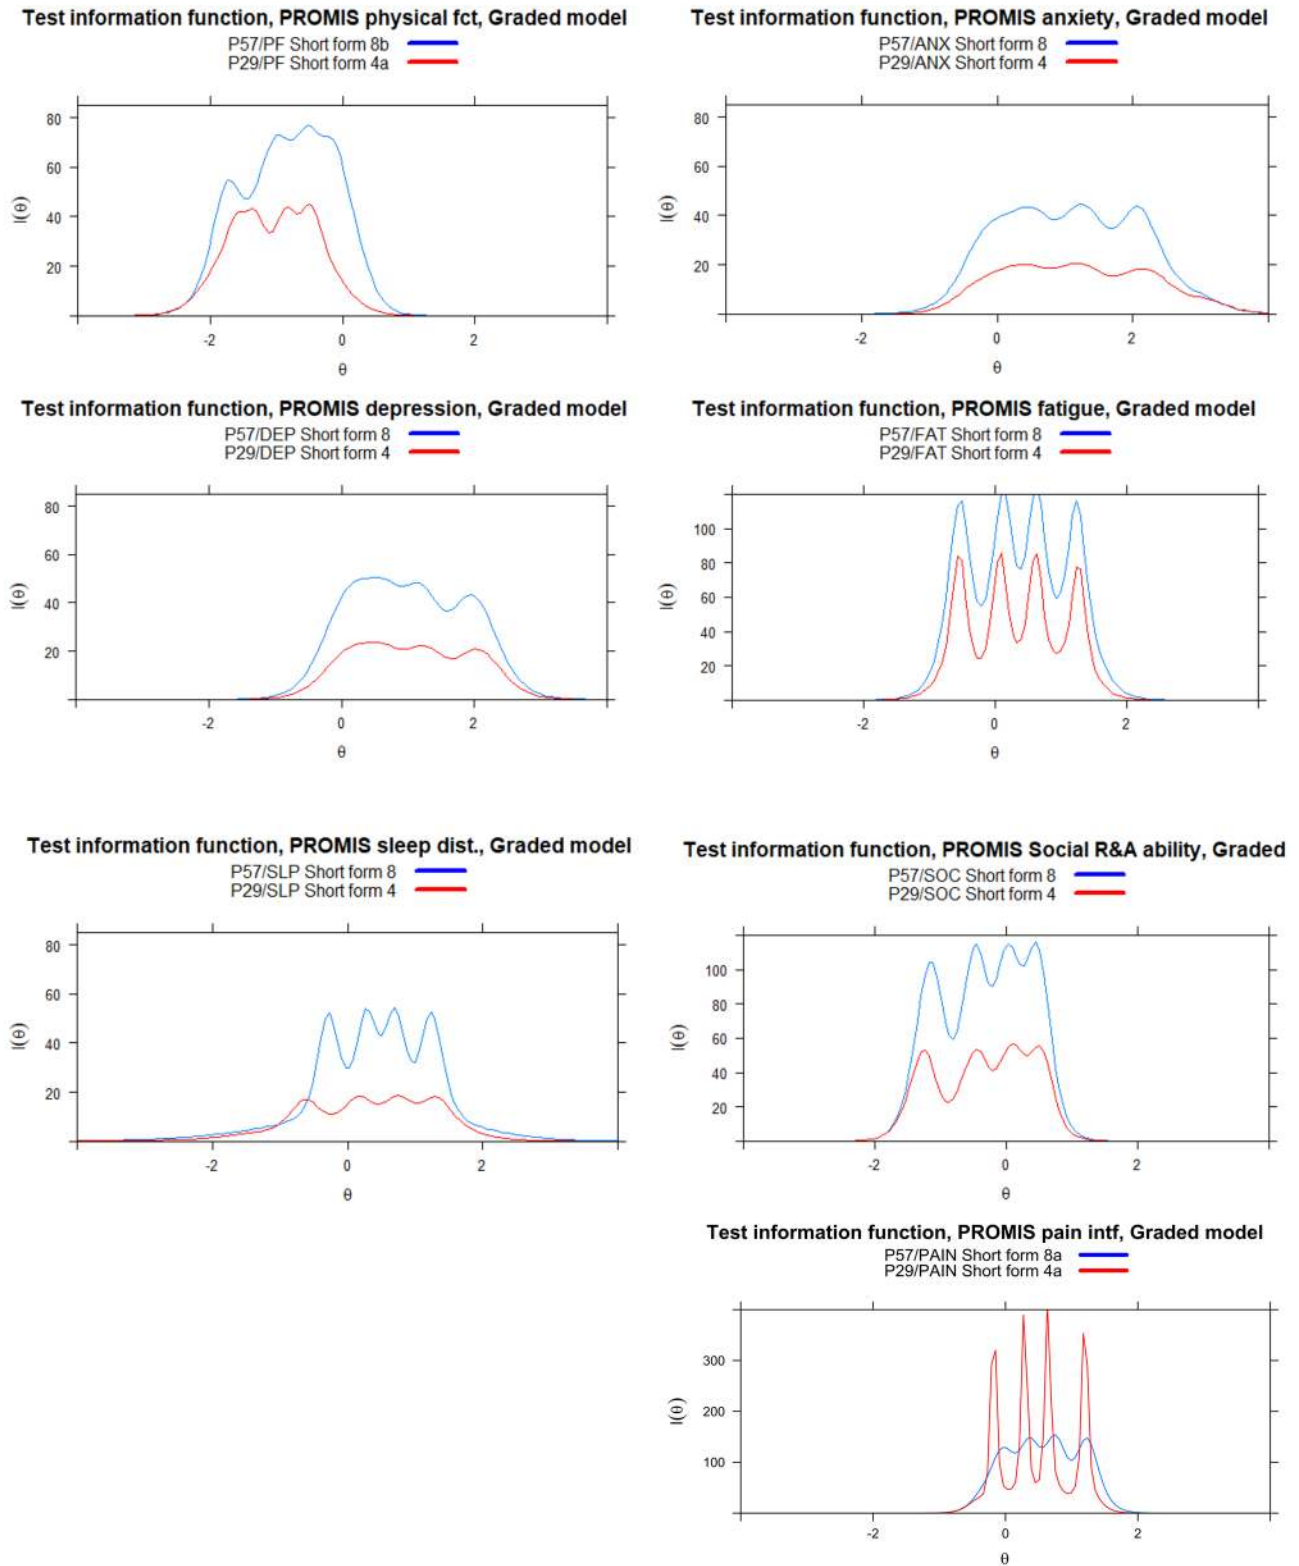 Test information function, PROMIS physical fct, Graded model
P57/PF Short form 8b
P29/PF Short form 4a
80
60
40
20
I(θ)
-2
0
2
θ
Test information function, PROMIS anxiety, Graded model
P57/ANX Short form 8
P29/ANX Short form 4
80
60
40
20
I(θ)
-2
0
2
θ
Test information function, PROMIS depression, Graded model
P57/DEP Short form 8
P29/DEP Short form 4
80
60
40
20
I(θ)
-2
0
2
θ
Test information function, PROMIS fatigue, Graded model
P57/FAT Short form 8
P29/FAT Short form 4
100
80
60
40
20
I(θ)
-2
0
2
θ
Test information function, PROMIS sleep dist., Graded model
P57/SLP Short form 8
P29/SLP Short form 4
80
60
40
20
I(θ)
-2
0
2
θ
Test information function, PROMIS Social R&A ability, Graded
P57/SOC Short form 8
P29/SOC Short form 4
100
80
60
40
20
I(θ)
-2
0
2
θ
Test information function, PROMIS pain intf, Graded model
P57/PAIN Short form 8a
P29/PAIN Short form 4a
300
200
100
I(θ)
-2
0
2
θ